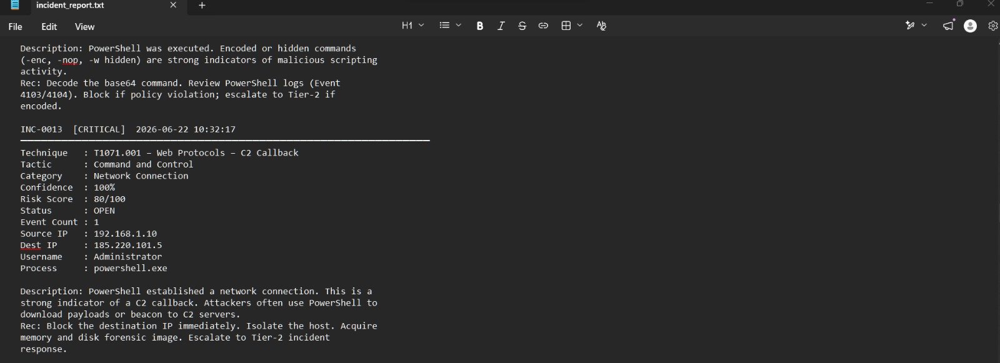 incident_report.txt
File Edit View
H1
Description: PowerShell was executed. Encoded or hidden commands
(-enc, -nop, -w hidden) are strong indicators of malicious scripting
activity.
Rec: Decode the base64 command. Review PowerShell logs (Event
4103/4104). Block if policy violation; escalate to Tier-2 if
encoded.
INC-0013 [CRITICAL] 2026-06-22 10:32:17
Technique : T1071.001 – Web Protocols – C2 Callback
Tactic : Command and Control
Category : Network Connection
Confidence : 100%
Risk Score : 80/100
Status : OPEN
Event Count : 1
Source IP : 192.168.1.10
Dest IP : 185.220.101.5
Username : Administrator
Process : powershell.exe
Description: PowerShell established a network connection. This is a
strong indicator of a C2 callback. Attackers often use PowerShell to
download payloads or beacon to C2 servers.
Rec: Block the destination IP immediately. Isolate the host. Acquire
memory and disk forensic image. Escalate to Tier-2 incident
response.